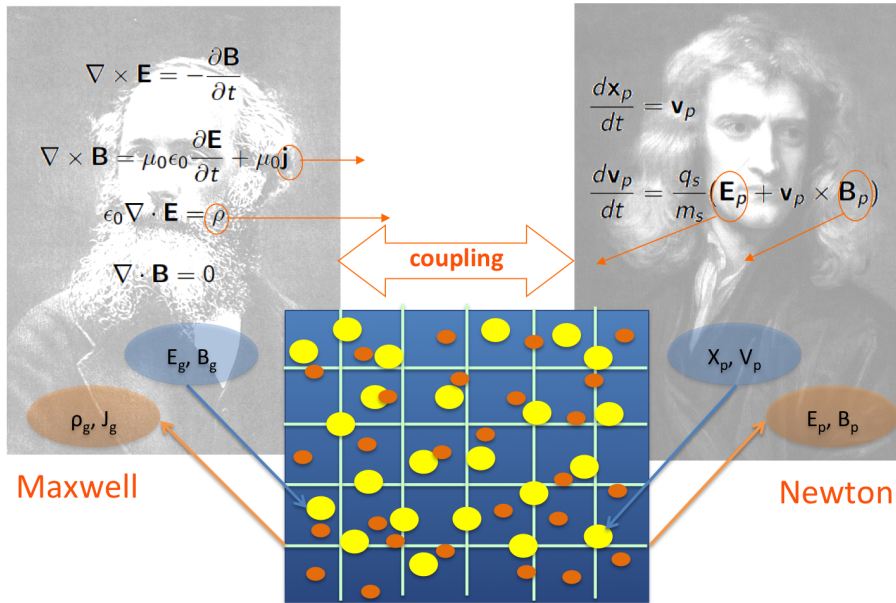 ∇ × E = −∂B/∂t
∇ × B = μ₀ϵ₀ ∂E/∂t + μ₀j
ϵ₀∇ · E = ρ
∇ · B = 0
E_g, B_g
ρ_g, J_g
Maxwell
coupling
dx_p/dt = v_p
dv_p/dt = q_s/m_s (E_p + v_p × B_p)
X_p, V_p
E_p, B_p
Newton